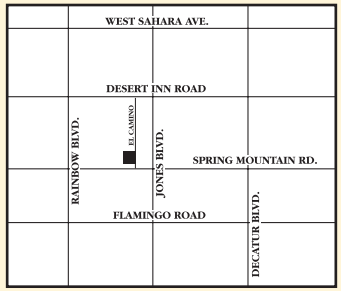 WEST SAHARA AVE.
DESERT INN ROAD
EL CAMINO
RAINBOW BLVD.
JONES BLVD.
SPRING MOUNTAIN RD.
FLAMINGO ROAD
DECATUR BLVD.